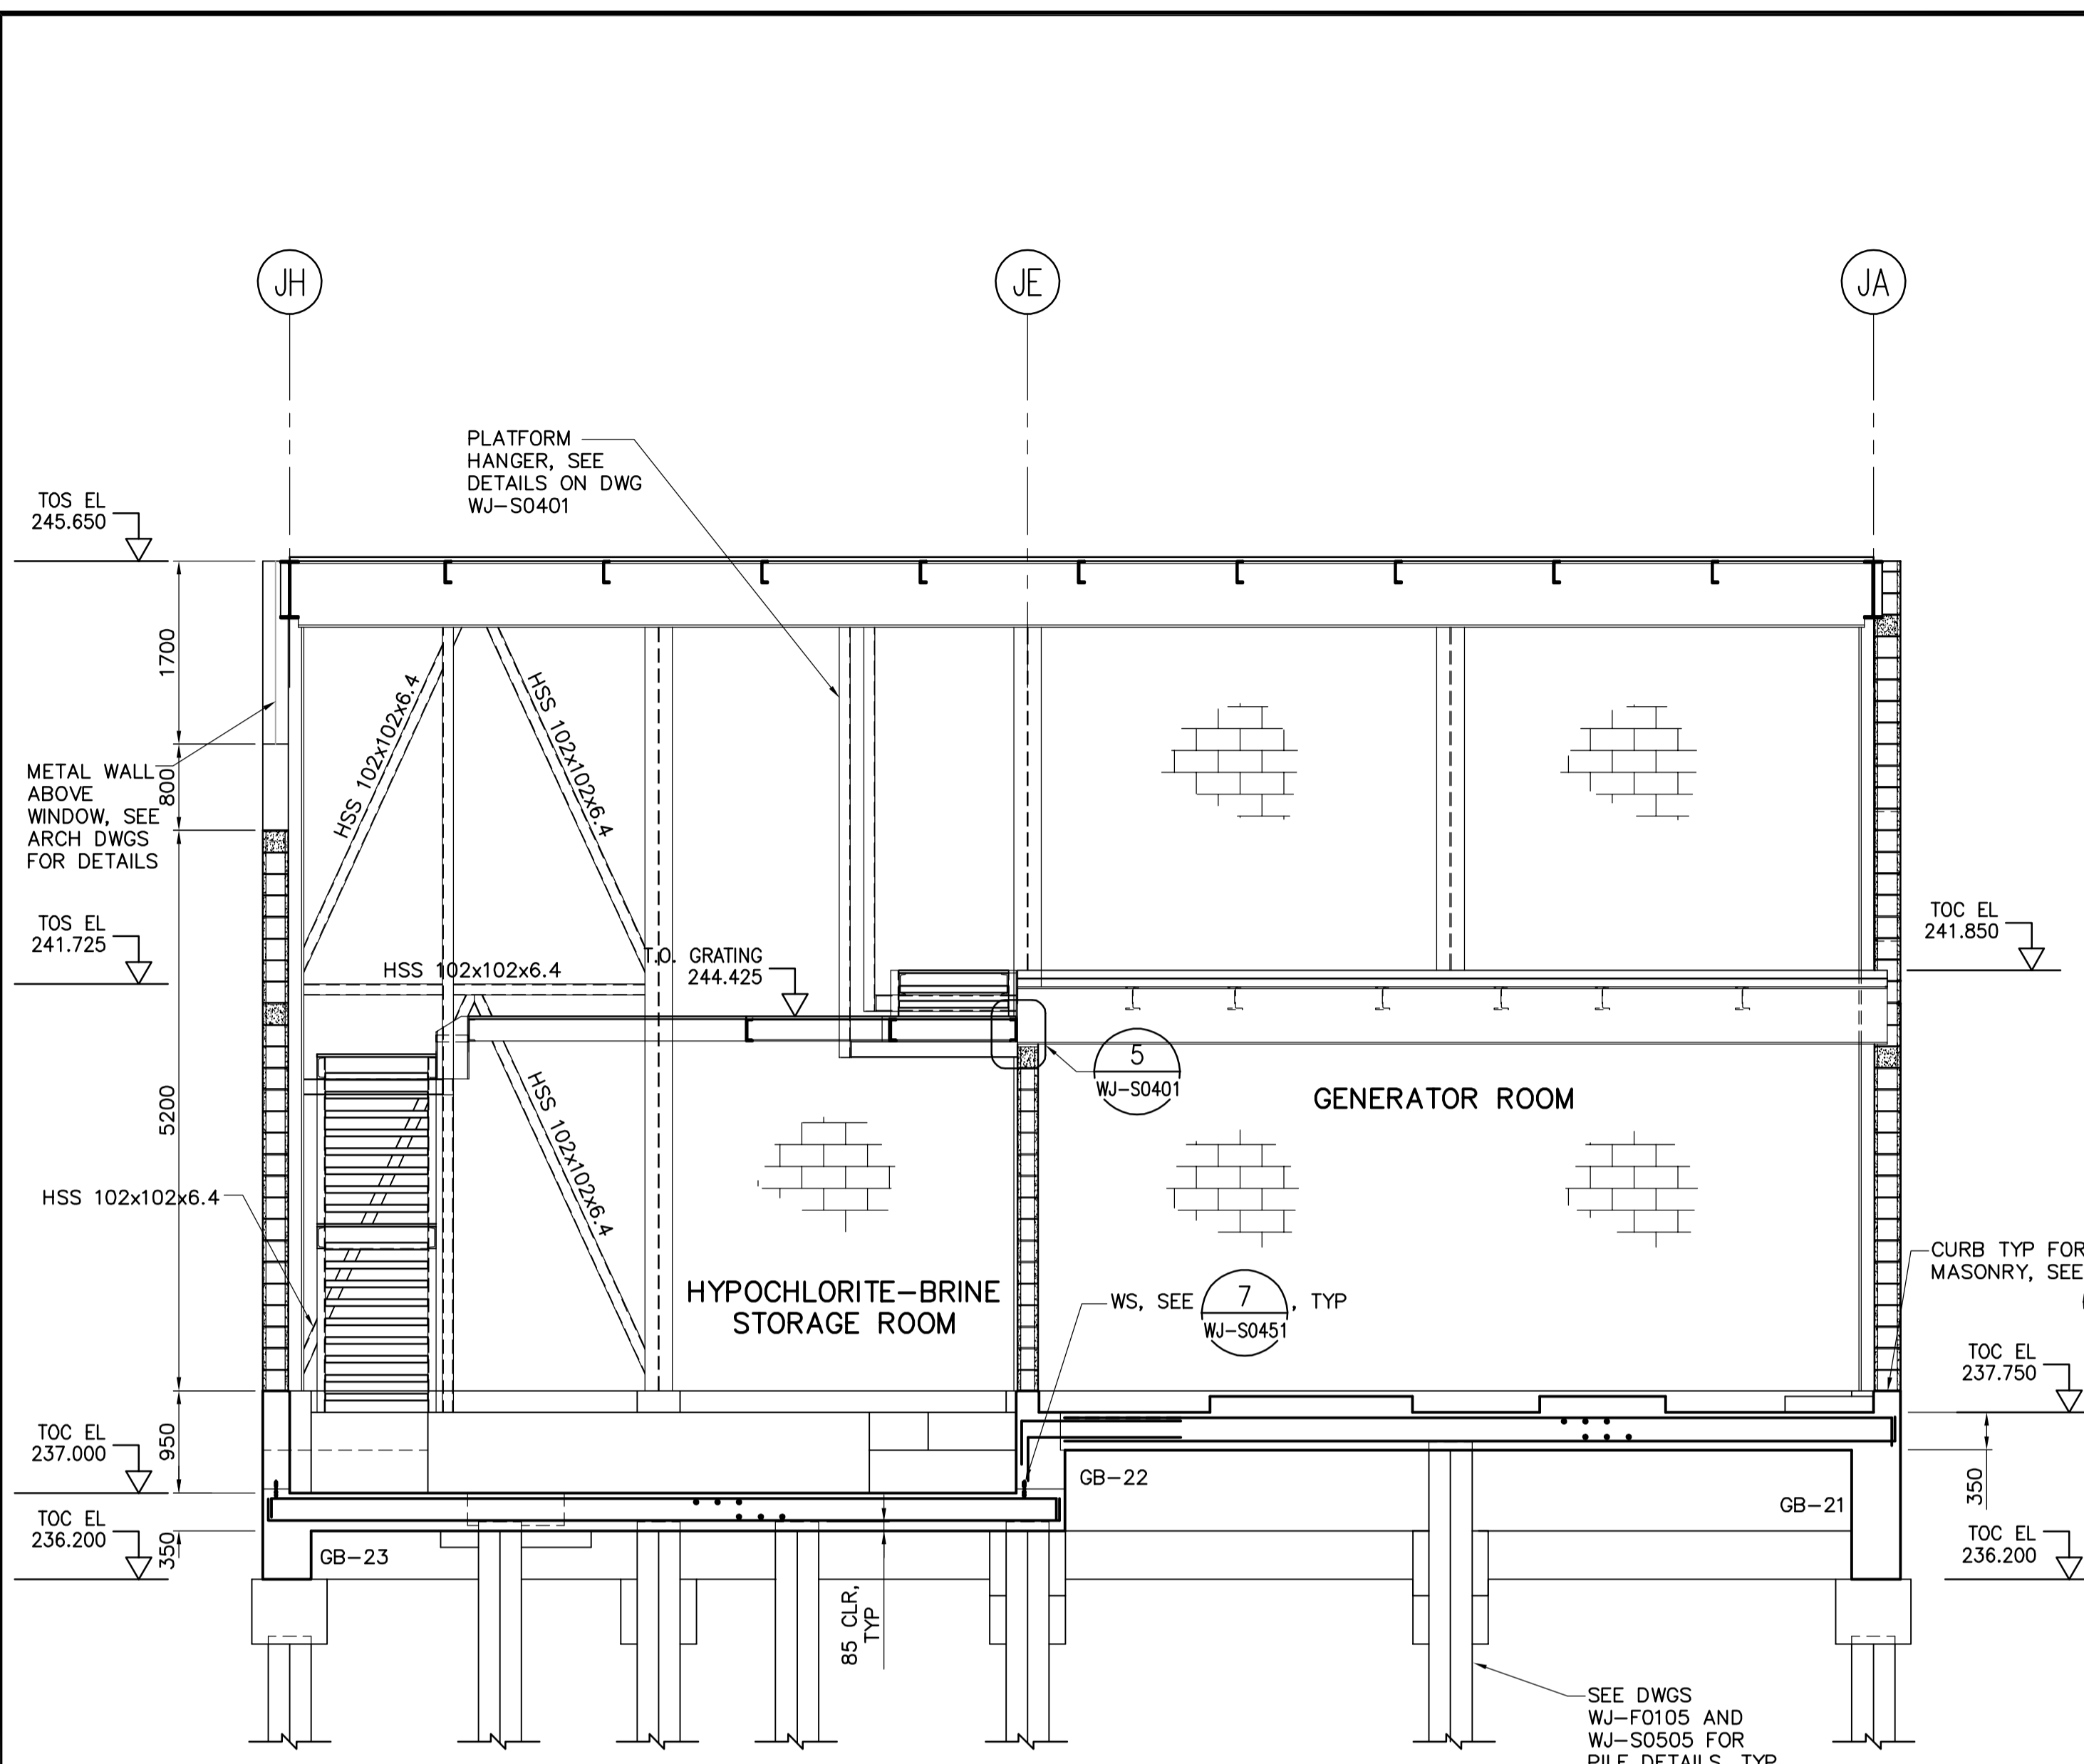 JH
JE
JA
PLATFORM
HANGER, SEE
DETAILS ON DWG
WJ-S0401
TOS EL
245.650
1700
HSS 102x102x6.4
HSS 102x102x6.4
METAL WALL
ABOVE
WINDOW, SEE
ARCH DWGS
FOR DETAILS
800
TOS EL
241.725
HSS 102x102x6.4
T.O. GRATING
244.425
TOC EL
241.850
5
WJ-S0401
GENERATOR ROOM
5200
HSS 102x102x6.4
HSS 102x102x6.4
HYPOCHLORITE-BRINE
STORAGE ROOM
WS, SEE
7
WJ-S0451
, TYP
CURB TYP FOR
MASONRY, SEE
TOC EL
237.750
TOC EL
237.000
950
GB-22
GB-21
350
TOC EL
236.200
350
GB-23
TOC EL
236.200
85 CLR,
TYP
SEE DWGS
WJ-F0105 AND
WJ-S0505 FOR
PILE DETAILS, TYP